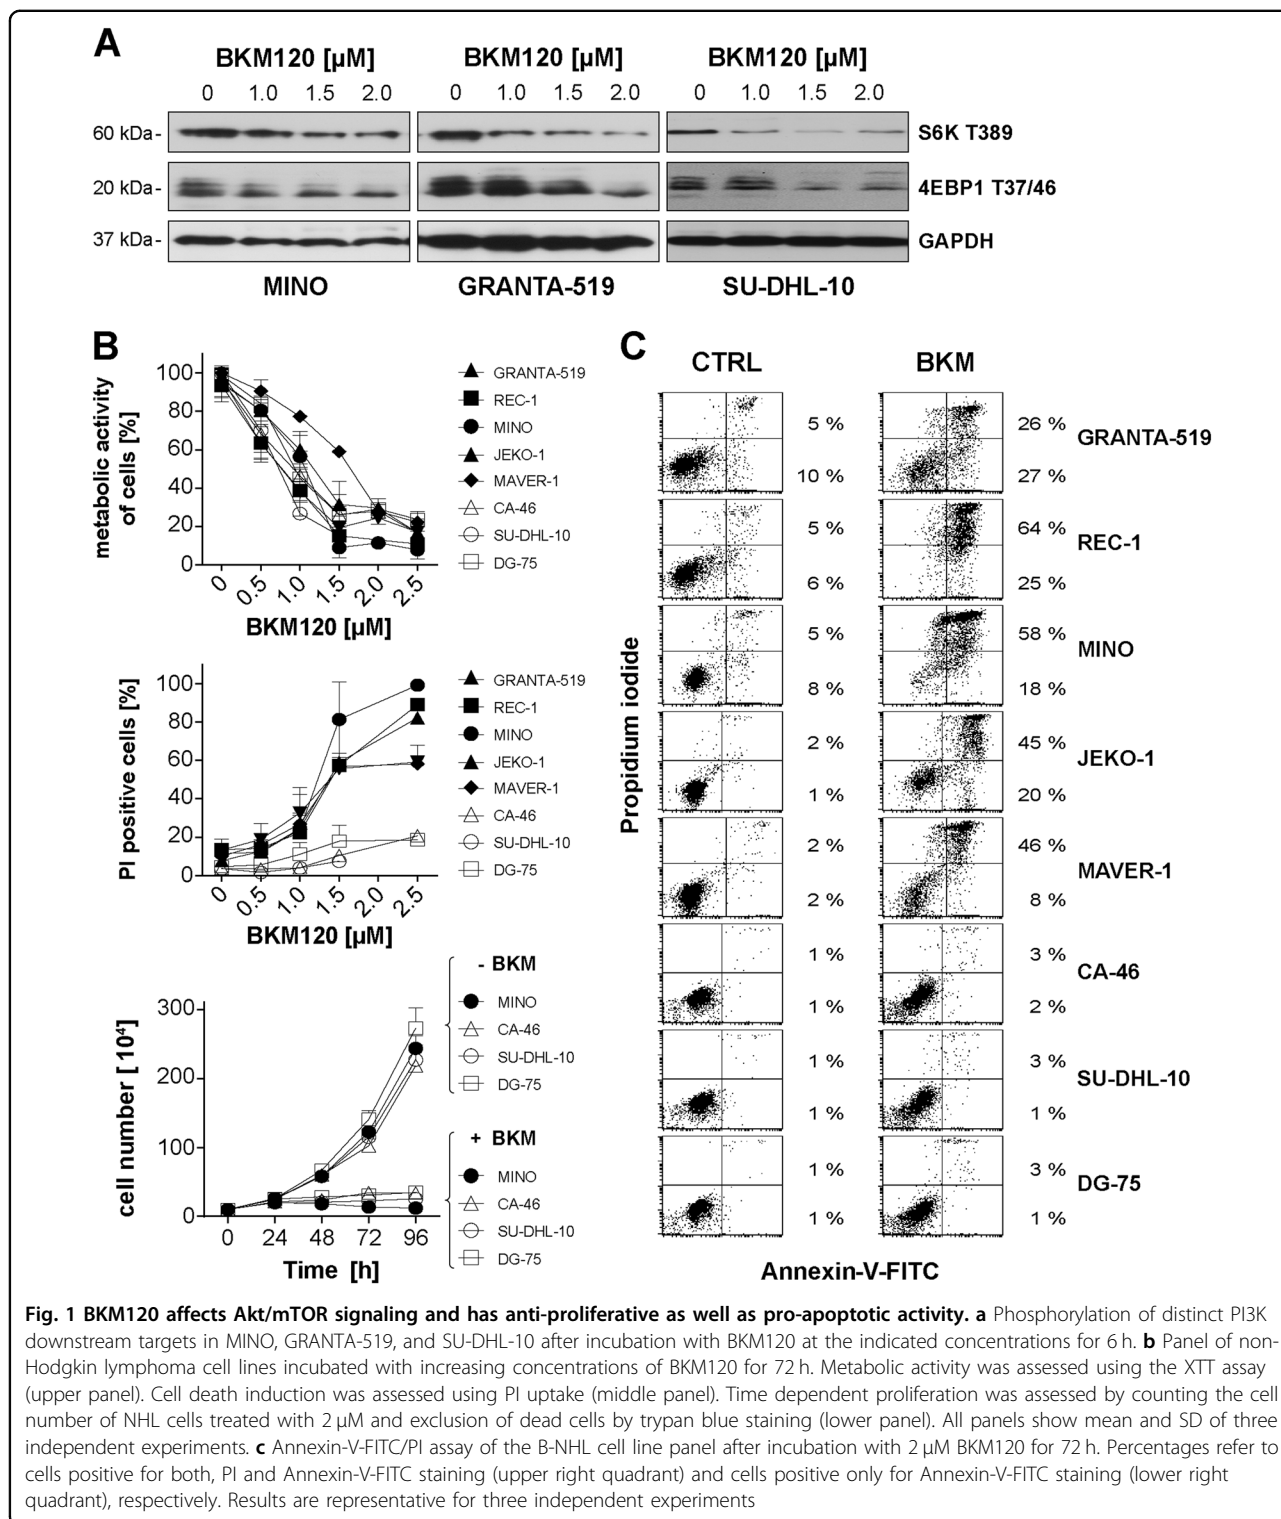 A
BKM120 [µM]
BKM120 [µM]
BKM120 [µM]
0 1.0 1.5 2.0
0 1.0 1.5 2.0
0 1.0 1.5 2.0
60 kDa-
S6K T389
20 kDa-
4EBP1 T37/46
37 kDa-
GAPDH
MINO
GRANTA-519
SU-DHL-10
B
metabolic activity
of cells [%]
100
80
60
40
20
0
0 0.5 1.0 1.5 2.0 2.5
BKM120 [µM]
GRANTA-519
REC-1
MINO
JEKO-1
MAVER-1
CA-46
SU-DHL-10
DG-75
PI positive cells [%]
100
80
60
40
20
0
0 0.5 1.0 1.5 2.0 2.5
BKM120 [µM]
GRANTA-519
REC-1
MINO
JEKO-1
MAVER-1
CA-46
SU-DHL-10
DG-75
cell number [10⁴]
300
200
100
0
0 24 48 72 96
Time [h]
- BKM
MINO
CA-46
SU-DHL-10
DG-75
+ BKM
MINO
CA-46
SU-DHL-10
DG-75
C
CTRL
BKM
Propidium iodide
5 %
26 %
GRANTA-519
10 %
27 %
5 %
64 %
REC-1
6 %
25 %
5 %
58 %
MINO
8 %
18 %
2 %
45 %
JEKO-1
1 %
20 %
2 %
46 %
MAVER-1
2 %
8 %
1 %
3 %
CA-46
1 %
2 %
1 %
3 %
SU-DHL-10
1 %
1 %
1 %
3 %
DG-75
1 %
1 %
Annexin-V-FITC
Fig. 1 BKM120 affects Akt/mTOR signaling and has anti-proliferative as well as pro-apoptotic activity. a Phosphorylation of distinct PI3K
downstream targets in MINO, GRANTA-519, and SU-DHL-10 after incubation with BKM120 at the indicated concentrations for 6 h. b Panel of non-
Hodgkin lymphoma cell lines incubated with increasing concentrations of BKM120 for 72 h. Metabolic activity was assessed using the XTT assay
(upper panel). Cell death induction was assessed using PI uptake (middle panel). Time dependent proliferation was assessed by counting the cell
number of NHL cells treated with 2 µM and exclusion of dead cells by trypan blue staining (lower panel). All panels show mean and SD of three
independent experiments. c Annexin-V-FITC/PI assay of the B-NHL cell line panel after incubation with 2 µM BKM120 for 72 h. Percentages refer to
cells positive for both, PI and Annexin-V-FITC staining (upper right quadrant) and cells positive only for Annexin-V-FITC staining (lower right
quadrant), respectively. Results are representative for three independent experiments